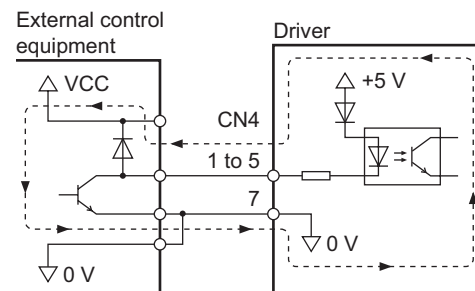 External control
equipment
Driver
VCC
CN4
+5 V
1 to 5
7
0 V
0 V